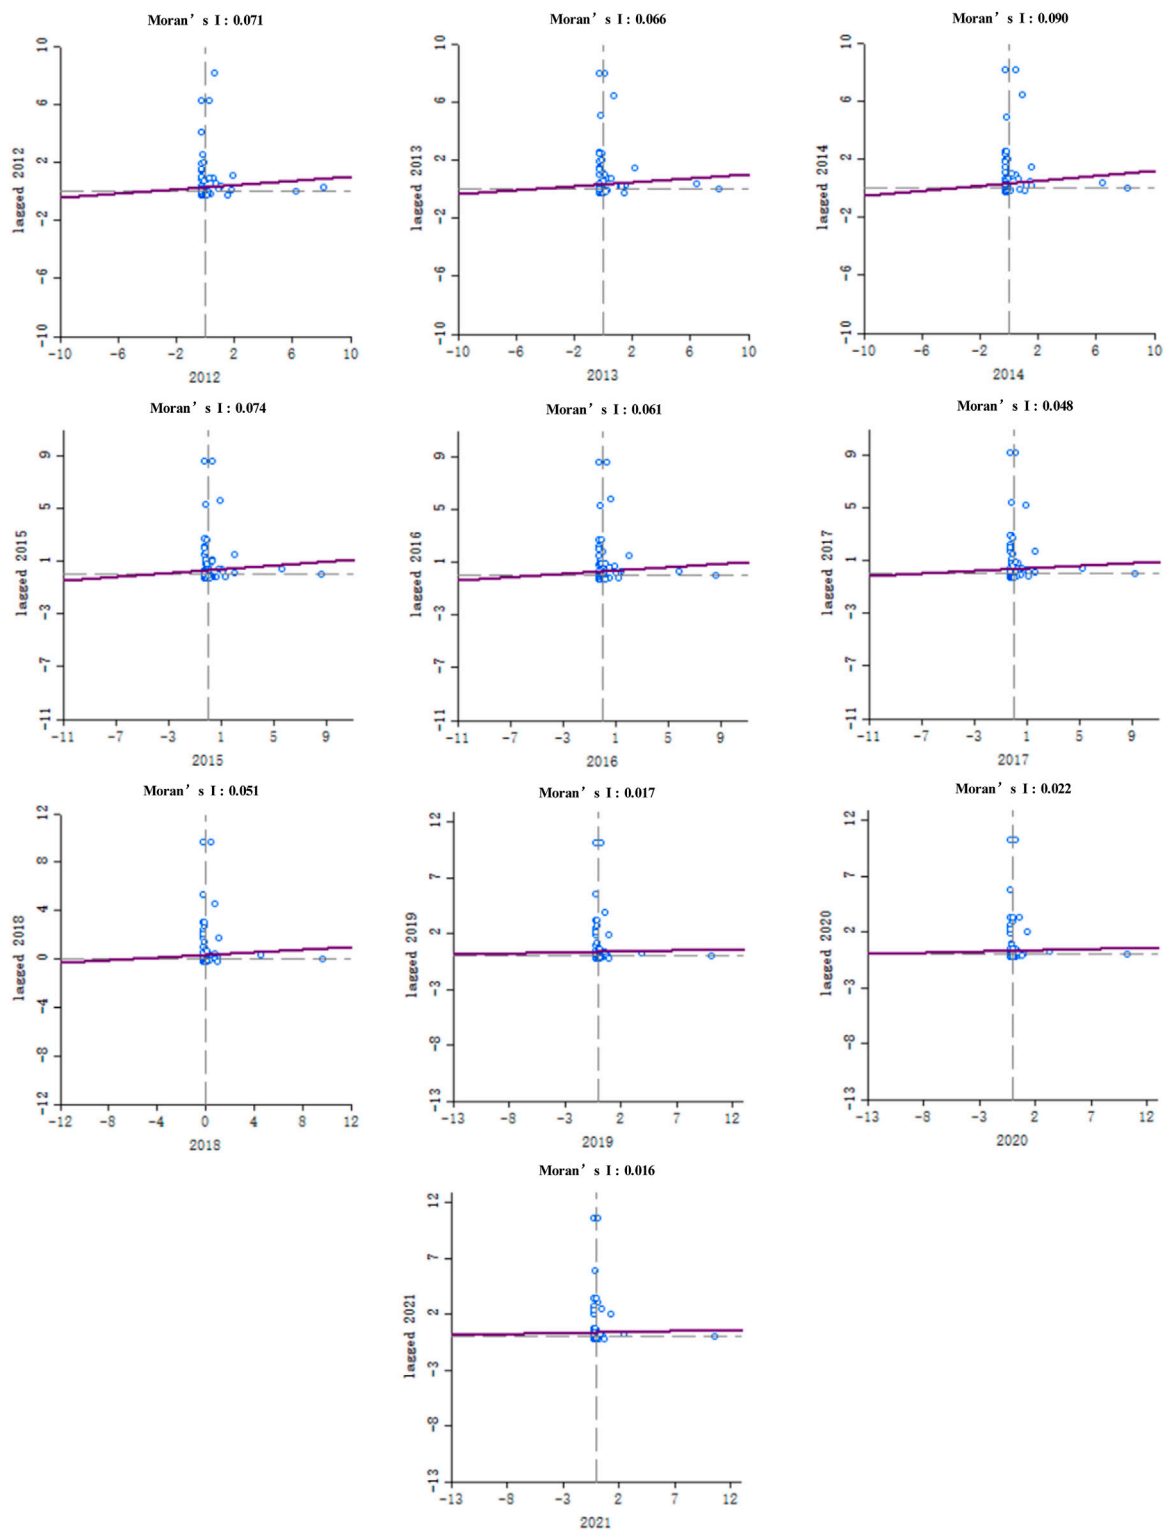 Moran’s I: 0.071
10
6
2
-2
-6
-10
lagged 2012
-10 -6 -2 2 6 10
2012
Moran’s I: 0.066
10
6
2
-2
-6
-10
lagged 2013
-10 -6 -2 2 6 10
2013
Moran’s I: 0.090
10
6
2
-2
-6
-10
lagged 2014
-10 -6 -2 2 6 10
2014
Moran’s I: 0.074
9
5
1
-3
-7
-11
lagged 2015
-11 -7 -3 1 5 9
2015
Moran’s I: 0.061
9
5
1
-3
-7
-11
lagged 2016
-11 -7 -3 1 5 9
2016
Moran’s I: 0.048
9
5
1
-3
-7
-11
lagged 2017
-11 -7 -3 1 5 9
2017
Moran’s I: 0.051
12
8
4
0
-4
-8
-12
lagged 2018
-12 -8 -4 0 4 8 12
2018
Moran’s I: 0.017
12
7
2
-3
-8
-13
lagged 2019
-13 -8 -3 2 7 12
2019
Moran’s I: 0.022
12
7
2
-3
-8
-13
lagged 2020
-13 -8 -3 2 7 12
2020
Moran’s I: 0.016
12
7
2
-3
-8
-13
lagged 2021
-13 -8 -3 2 7 12
2021